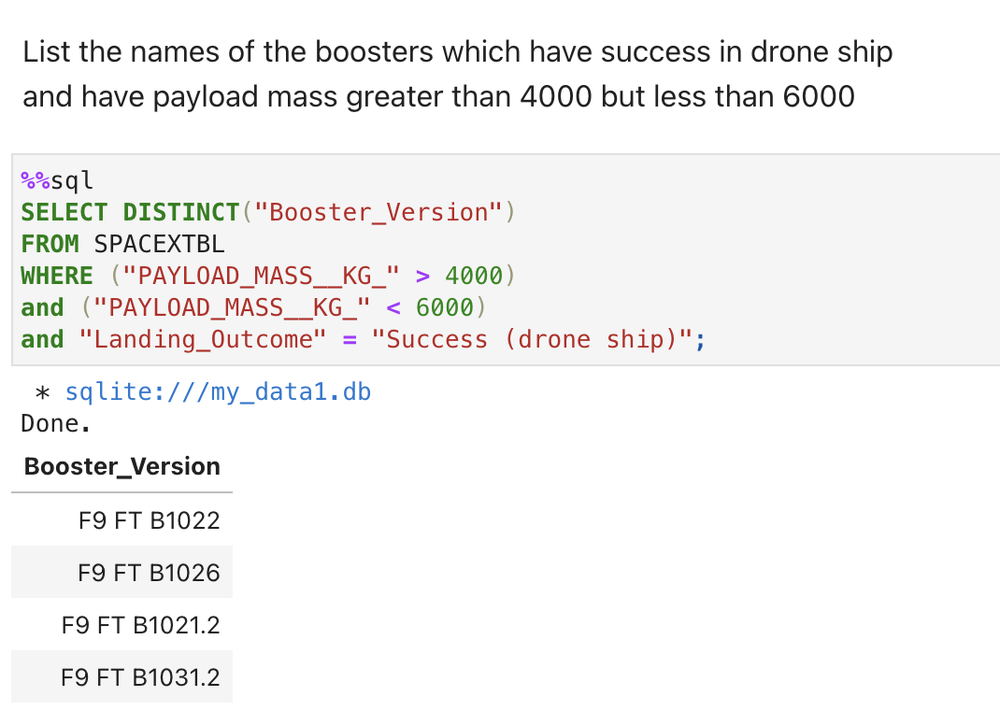 List the names of the boosters which have success in drone ship
and have payload mass greater than 4000 but less than 6000
%%sql
SELECT DISTINCT("Booster_Version")
FROM SPACEXTBL
WHERE ("PAYLOAD_MASS__KG_" > 4000)
and ("PAYLOAD_MASS__KG_" < 6000)
and "Landing_Outcome" = "Success (drone ship)";
* sqlite:///my_data1.db
Done.
Booster_Version
F9 FT B1022
F9 FT B1026
F9 FT B1021.2
F9 FT B1031.2